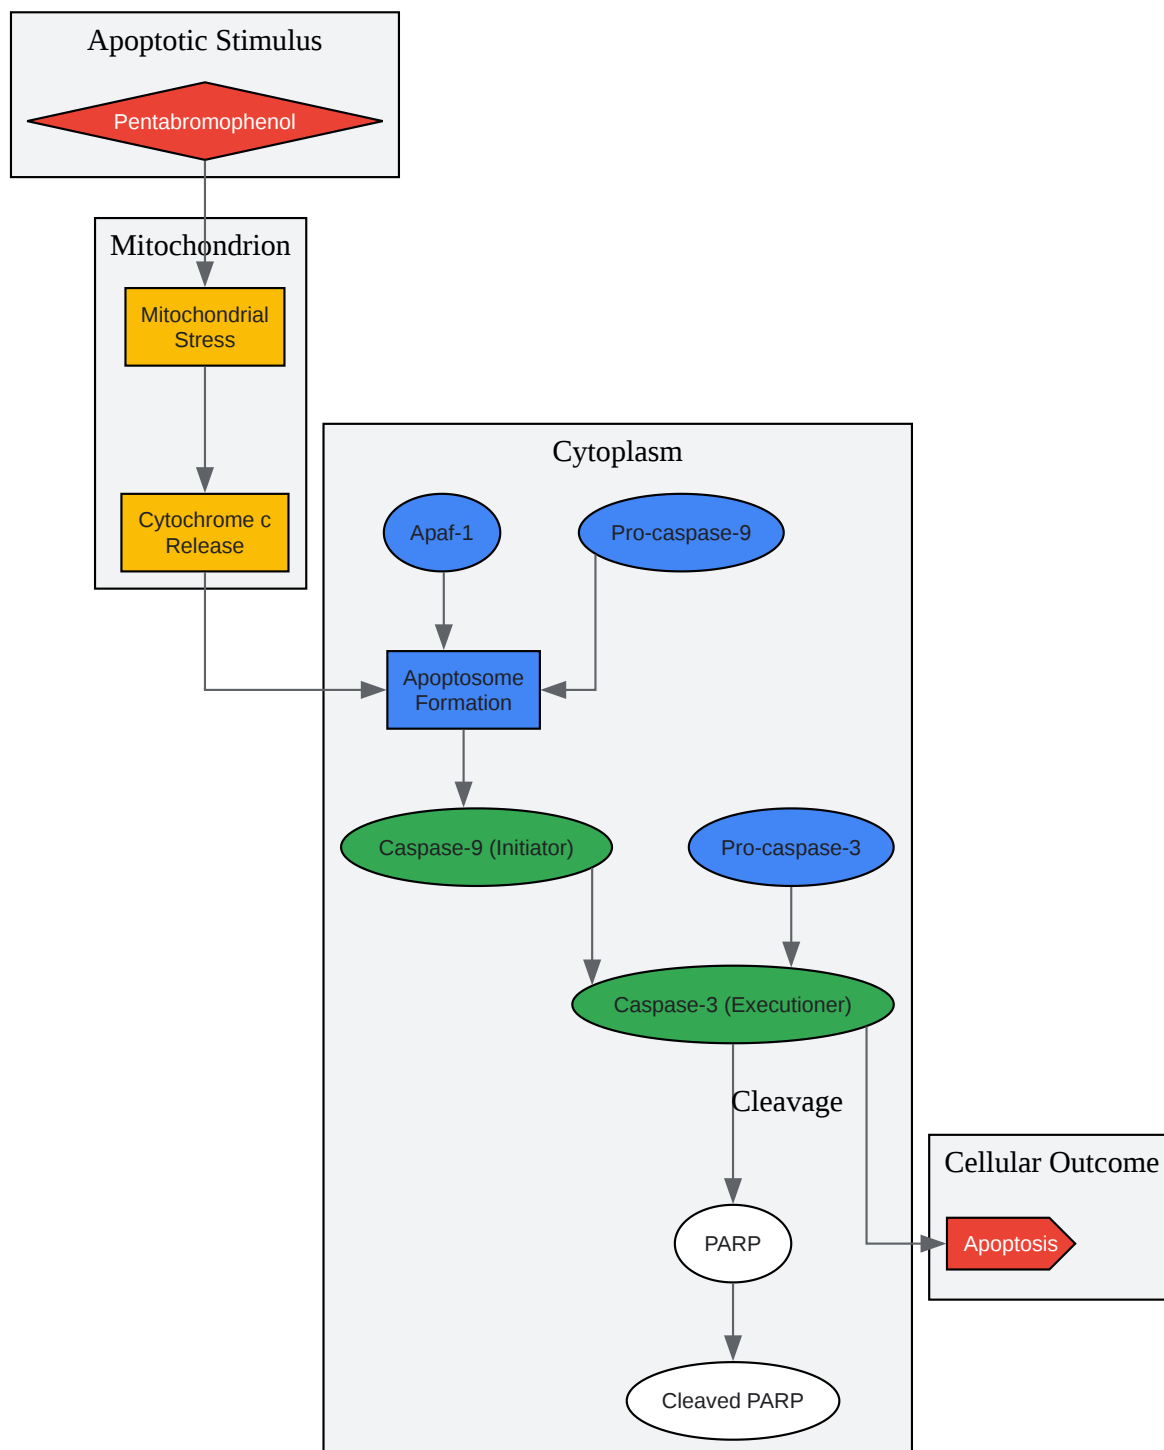 Apoptotic Stimulus
Pentabromophenol
Mitochondrion
Mitochondrial
Stress
Cytochrome c
Release
Cytoplasm
Apaf-1
Pro-caspase-9
Apoptosome
Formation
Caspase-9 (Initiator)
Pro-caspase-3
Caspase-3 (Executioner)
Cleavage
PARP
Cleaved PARP
Cellular Outcome
Apoptosis